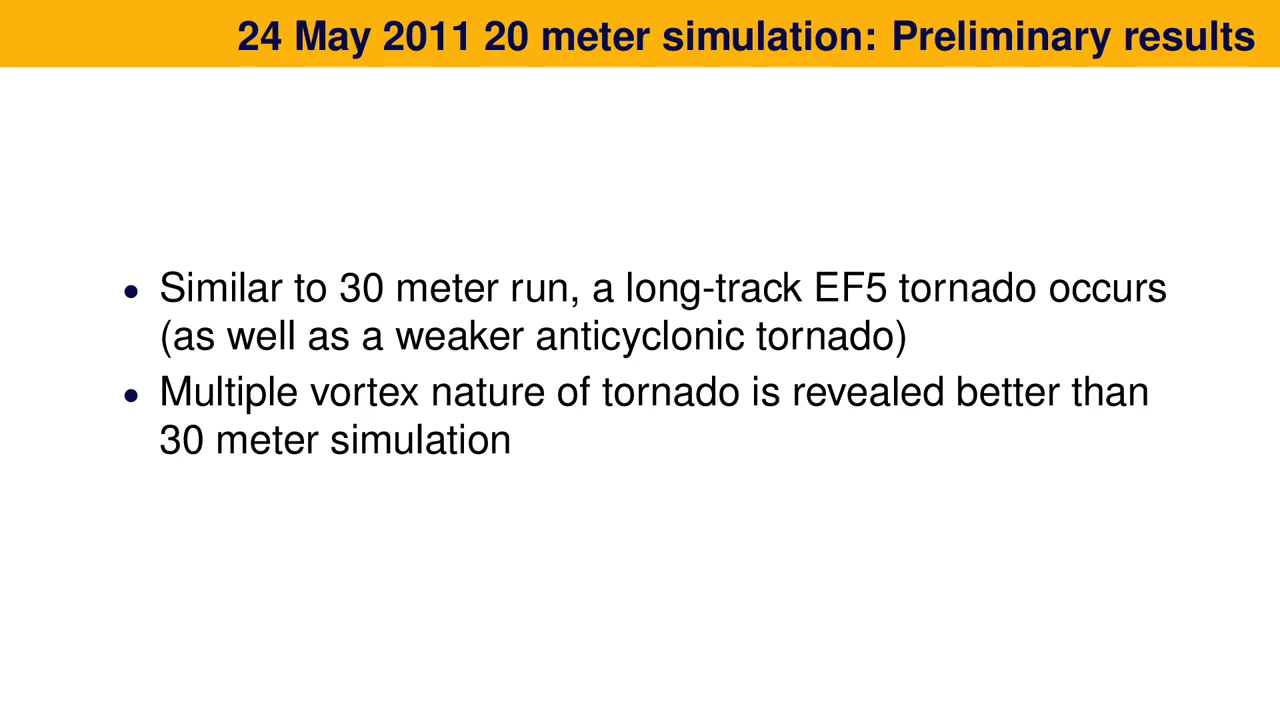 24 May 2011 20 meter simulation: Preliminary results
• Similar to 30 meter run, a long-track EF5 tornado occurs
(as well as a weaker anticyclonic tornado)
• Multiple vortex nature of tornado is revealed better than
30 meter simulation